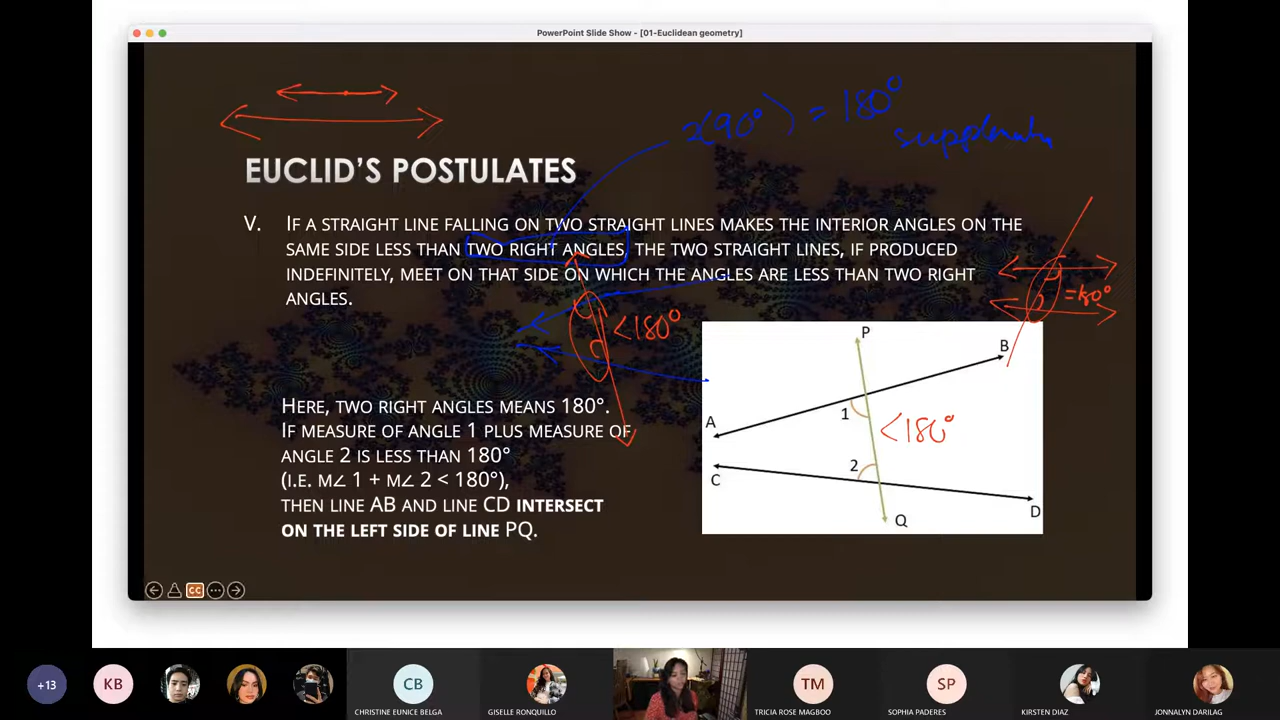 PowerPoint Slide Show - [01-Euclidean geometry]
2(90°) = 180°
EUCLID'S POSTULATES
V. IF A STRAIGHT LINE FALLING ON TWO STRAIGHT LINES MAKES THE INTERIOR ANGLES ON THE
SAME SIDE LESS THAN TWO RIGHT ANGLES, THE TWO STRAIGHT LINES, IF PRODUCED
INDEFINITELY, MEET ON THAT SIDE ON WHICH THE ANGLES ARE LESS THAN TWO RIGHT
ANGLES.
=180°
<180°
P
B
A
1
<180°
2
C
D
Q
HERE, TWO RIGHT ANGLES MEANS 180°.
IF MEASURE OF ANGLE 1 PLUS MEASURE OF
ANGLE 2 IS LESS THAN 180°
(I.E. M∠ 1 + M∠ 2 < 180°),
THEN LINE AB AND LINE CD INTERSECT
ON THE LEFT SIDE OF LINE PQ.
CC
+13
KB
CB
CHRISTINE EUNICE BELGA
GISELLE RONQUILLO
TM
TRICIA ROSE MAGBOO
SP
SOPHIA PADERES
KIRSTEN DIAZ
JONNALYN DARILAG